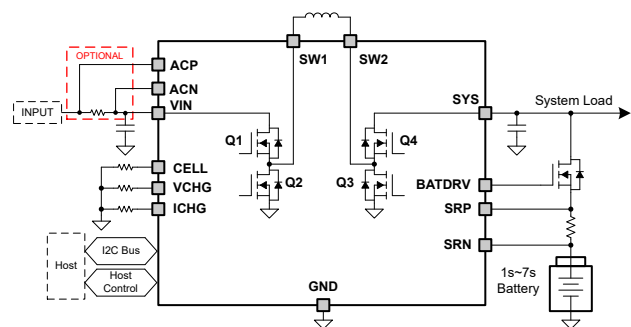 SW1
SW2
OPTIONAL
ACP
ACN
INPUT
VIN
SYS
System Load
Q1
Q4
Q2
Q3
CELL
VCHG
ICHG
BATDRV
SRP
SRN
Host
I2C Bus
Host
Control
GND
1s~7s
Battery